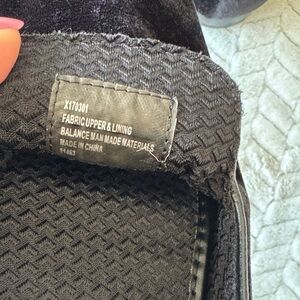 X170301
FABRIC UPPER & LINING
BALANCE MAN MADE MATERIALS
MADE IN CHINA